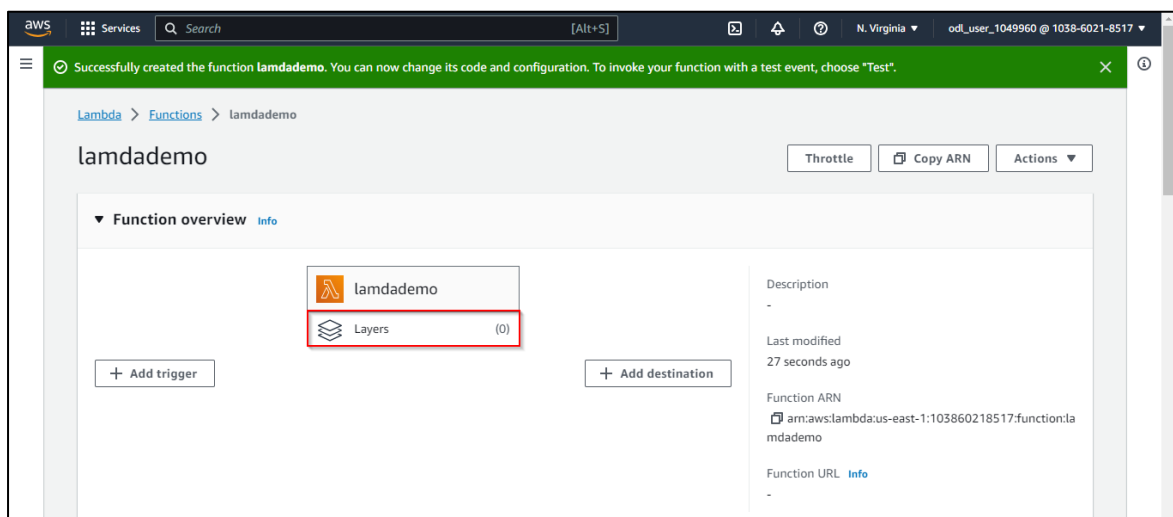 aws Services Search [Alt+S] N. Virginia odl_user_1049960 @ 1038-6021-8517
Successfully created the function lamdademo. You can now change its code and configuration. To invoke your function with a test event, choose "Test".
Lambda > Functions > lamdademo
lamdademo
Throttle Copy ARN Actions
Function overview Info
lamdademo
Layers (0)
+ Add trigger
+ Add destination
Description
-
Last modified
27 seconds ago
Function ARN
arn:aws:lambda:us-east-1:103860218517:function:la
mdademo
Function URL Info
-